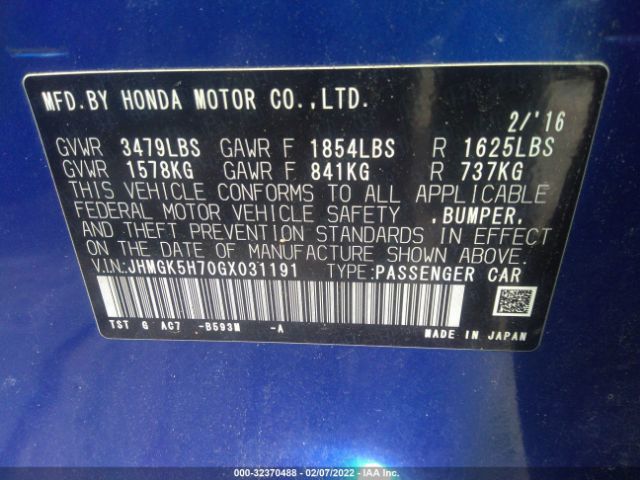 MFD.BY HONDA MOTOR CO.,LTD.
2/'16
GVWR 3479LBS GAWR F 1854LBS R 1625LBS
GVWR 1578KG GAWR F 841KG R 737KG
THIS VEHICLE CONFORMS TO ALL APPLICABLE
FEDERAL MOTOR VEHICLE SAFETY ,BUMPER,
AND THEFT PREVENTION STANDARDS IN EFFECT
ON THE DATE OF MANUFACTURE SHOWN ABOVE.
V.IN:JHMGK5H70GX031191 TYPE:PASSENGER CAR
TST G AC7 -B593M -A MADE IN JAPAN
000-32370488 - 02/07/2022 - IAA Inc.